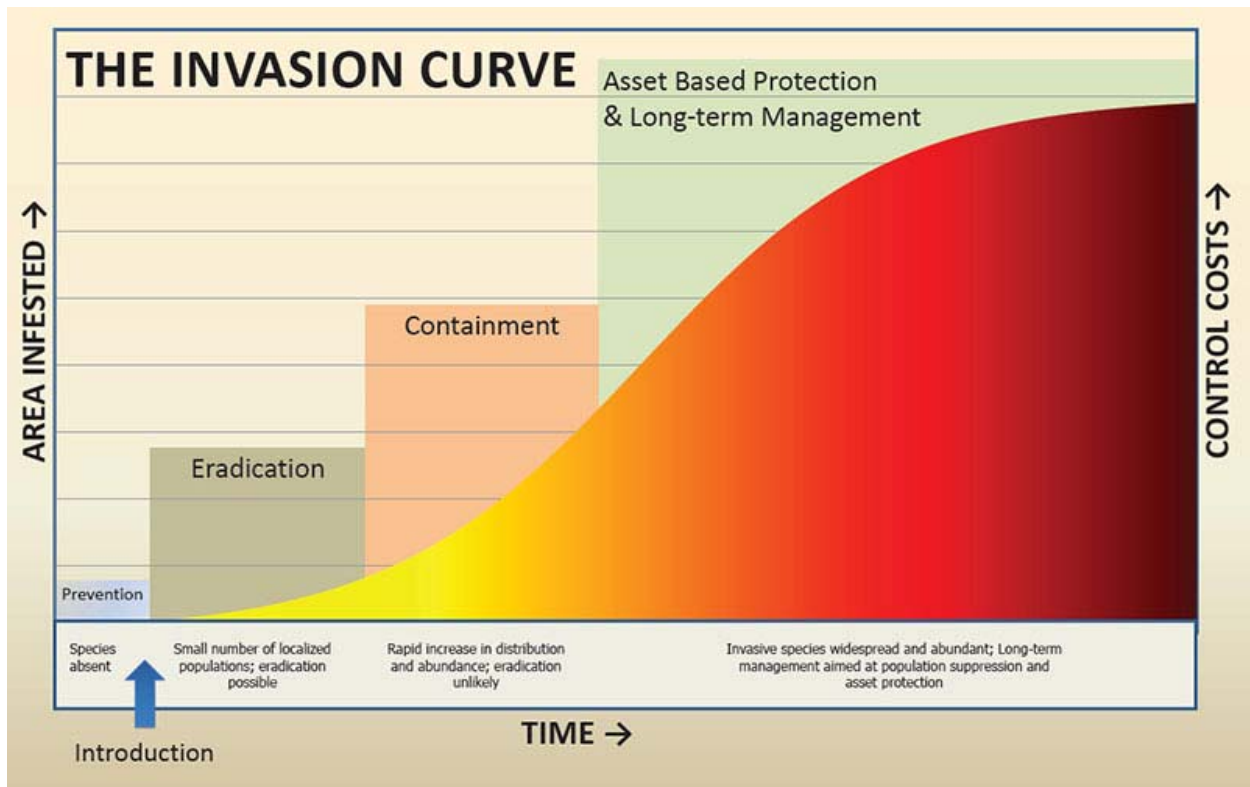 THE INVASION CURVE
Asset Based Protection
& Long-term Management
AREA INFESTED →
CONTROL COSTS →
Containment
Eradication
Prevention
Species
absent
Small number of localized
populations; eradication
possible
Rapid increase in distribution
and abundance; eradication
unlikely
Invasive species widespread and abundant; Long-term
management aimed at population suppression and
asset protection
TIME →
Introduction